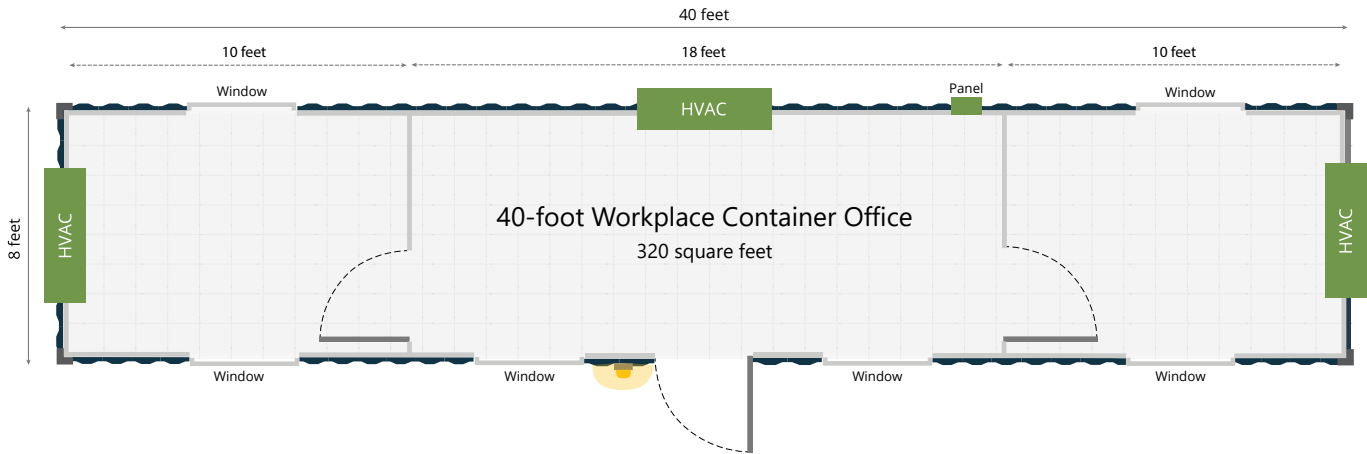 40 feet
10 feet
18 feet
10 feet
Window
HVAC
Panel
Window
8 feet
HVAC
40-foot Workplace Container Office
320 square feet
HVAC
Window
Window
Window
Window